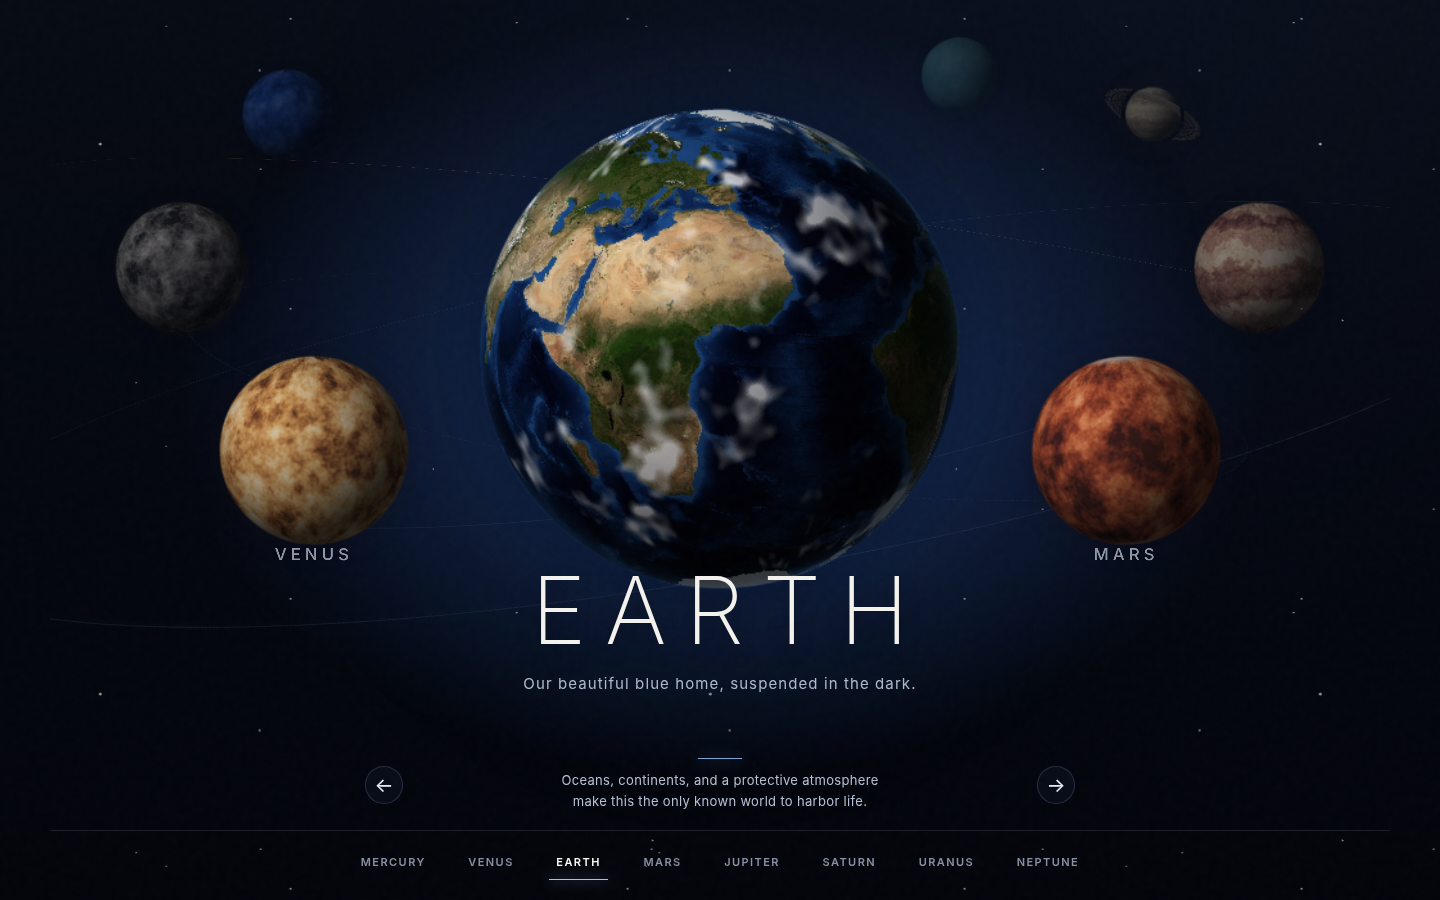 VENUS
MARS
EARTH
Our beautiful blue home, suspended in the dark.
Oceans, continents, and a protective atmosphere
make this the only known world to harbor life.
MERCURY VENUS EARTH MARS JUPITER SATURN URANUS NEPTUNE